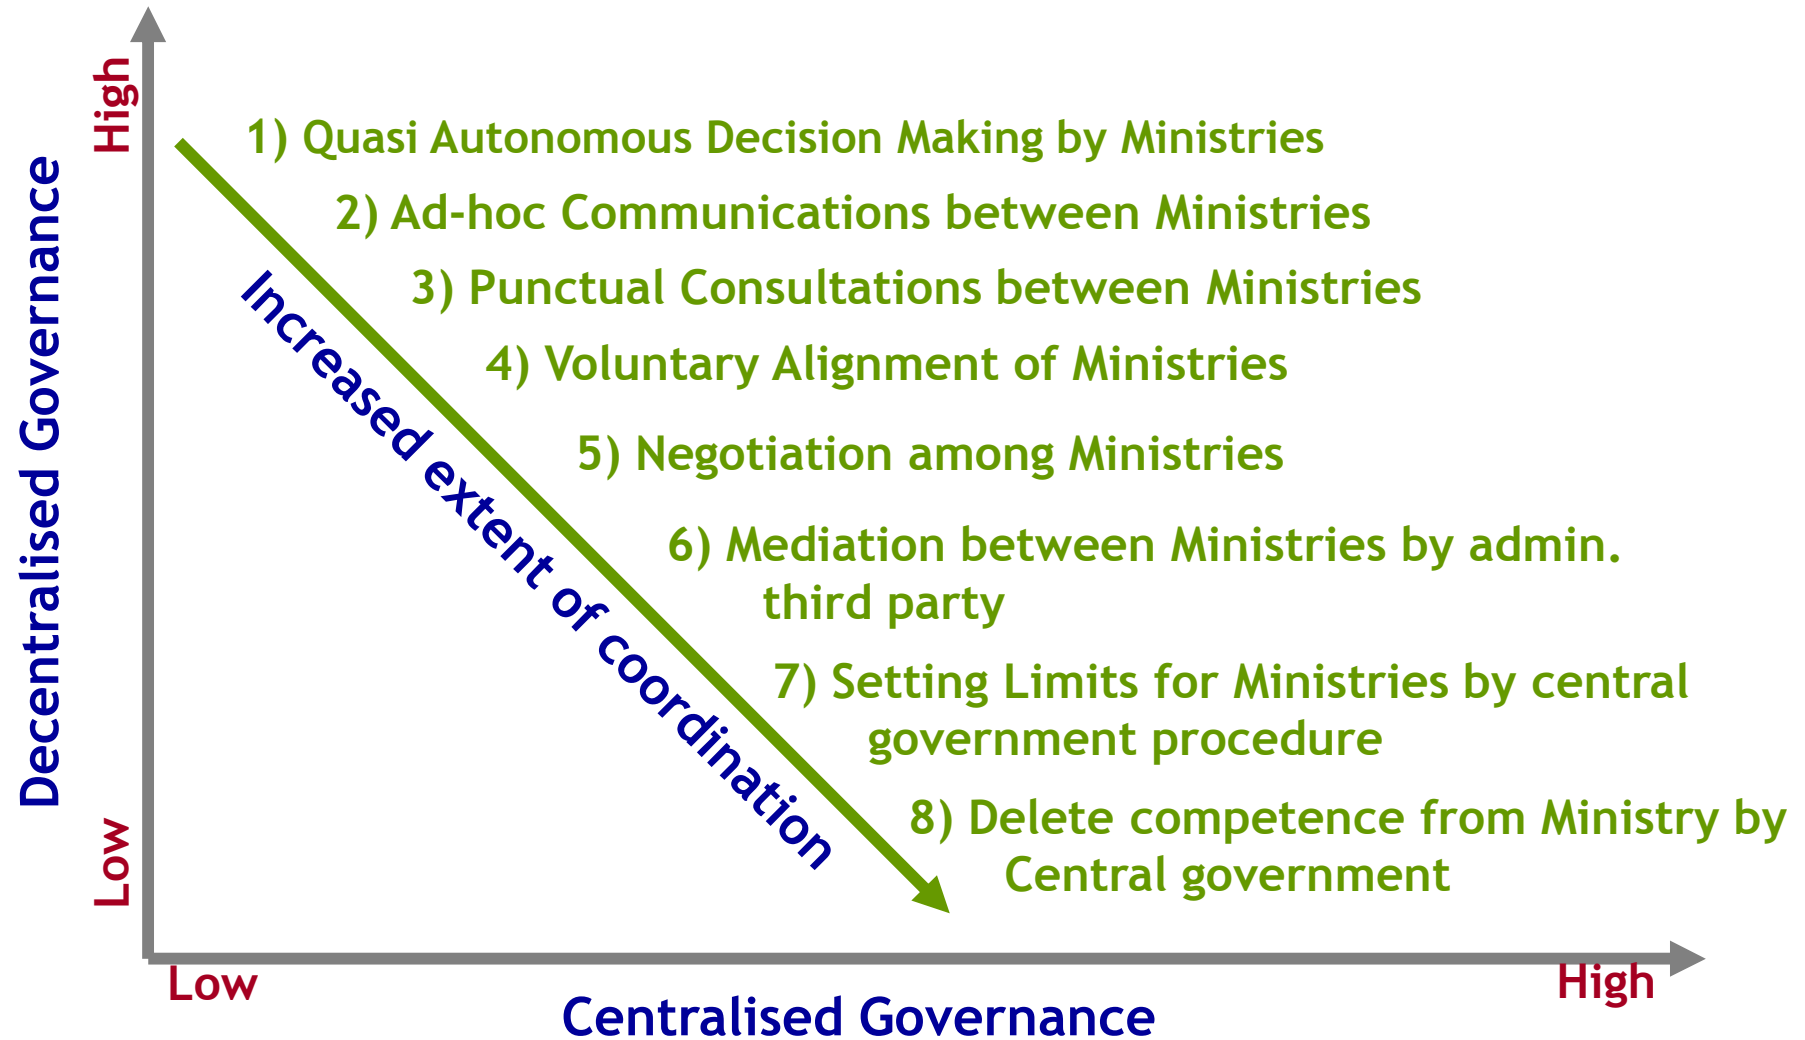 High
Decentralised Governance
Low
1) Quasi Autonomous Decision Making by Ministries
2) Ad-hoc Communications between Ministries
3) Punctual Consultations between Ministries
4) Voluntary Alignment of Ministries
5) Negotiation among Ministries
6) Mediation between Ministries by admin.
third party
7) Setting Limits for Ministries by central
government procedure
8) Delete competence from Ministry by
Central government
Increased extent of coordination
Low
High
Centralised Governance